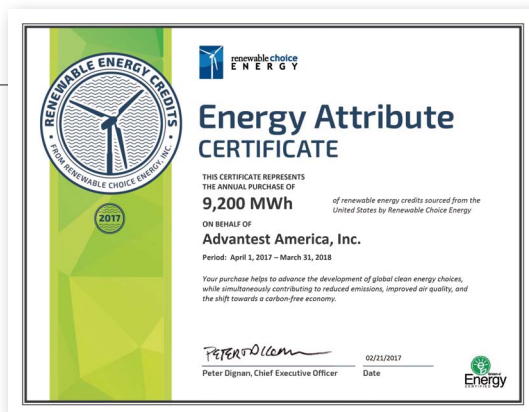 RENEWABLE ENERGY CREDITS
FROM RENEWABLE CHOICE ENERGY, INC.
2017
renewable choice
ENERGY
Energy Attribute
CERTIFICATE
THIS CERTIFICATE REPRESENTS
THE ANNUAL PURCHASE OF
9,200 MWh
of renewable energy credits sourced from the
United States by Renewable Choice Energy
ON BEHALF OF
Advantest America, Inc.
Period: April 1, 2017 – March 31, 2018
Your purchase helps to advance the development of global clean energy choices,
while simultaneously contributing to reduced emissions, improved air quality, and
the shift towards a carbon-free economy.
Peter Dignan, Chief Executive Officer
02/21/2017
Date
Energy
CERTIFIED